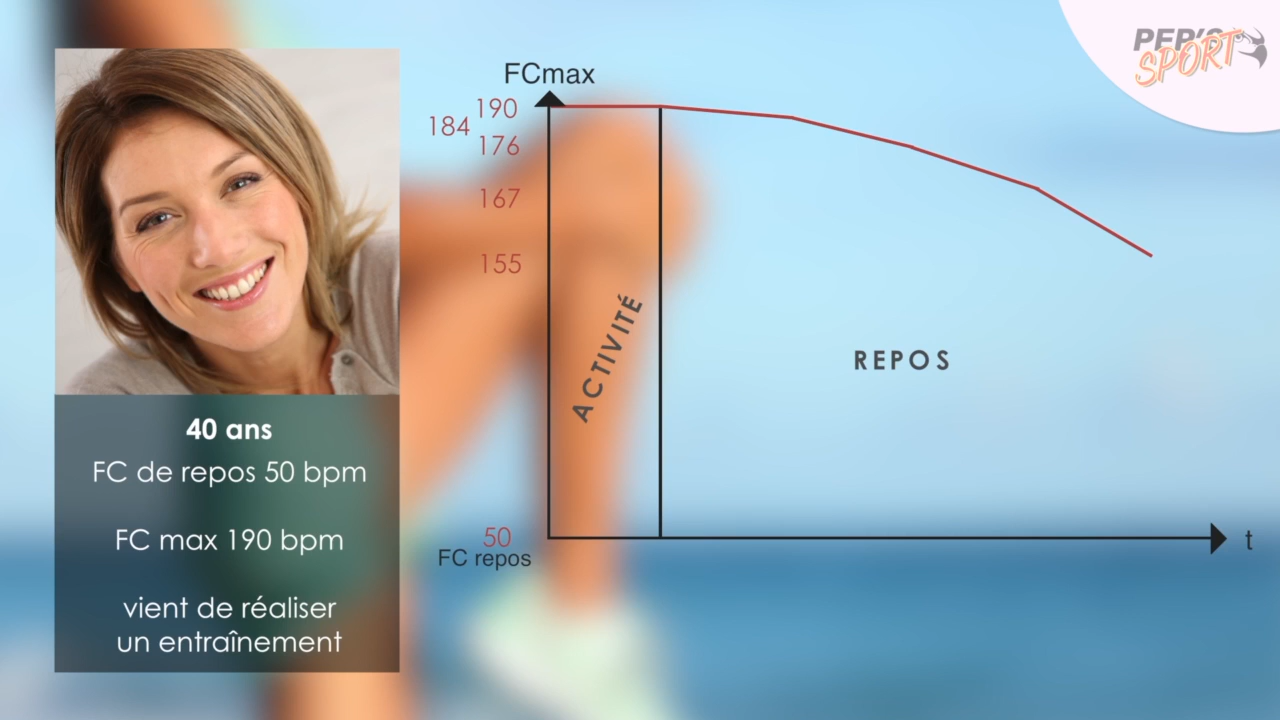 PEP'S
SPORT
FCmax
190
184
176
167
155
ACTIVITÉ
REPOS
50
FC repos
t
40 ans
FC de repos 50 bpm
FC max 190 bpm
vient de réaliser
un entraînement